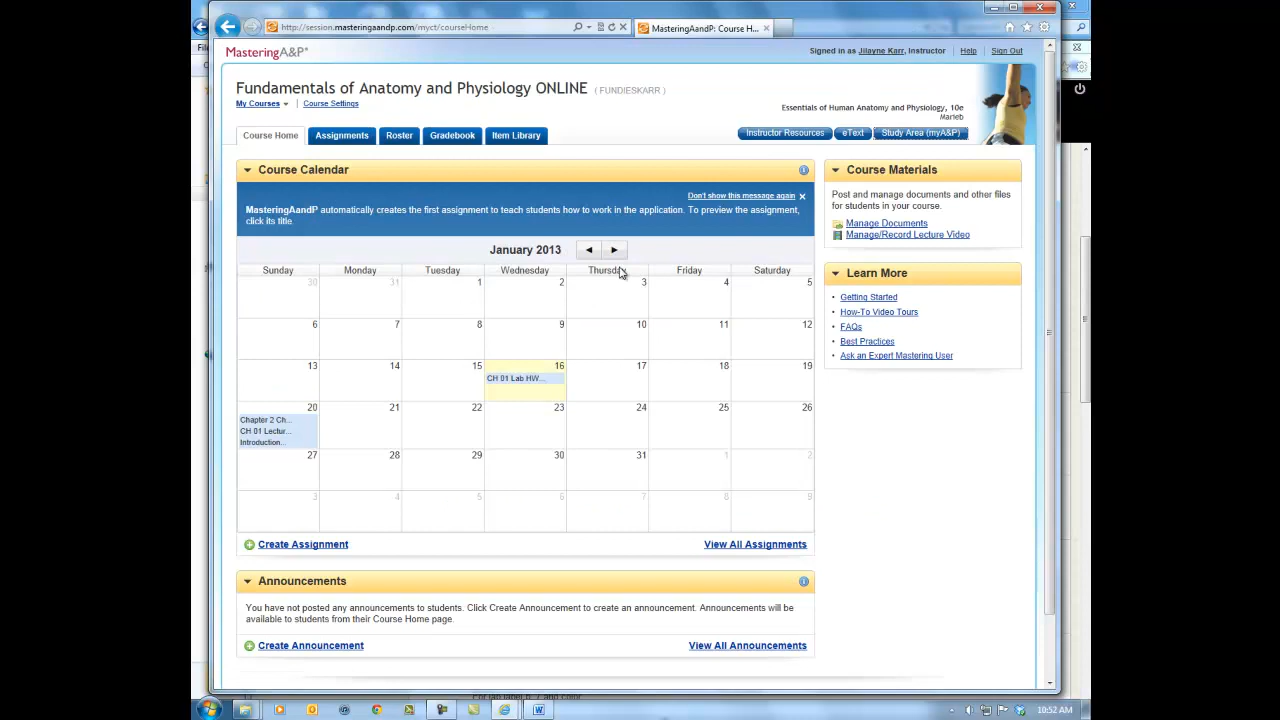 http://session.masteringaandp.com/myct/courseHome
MasteringAandP: Course H...
MasteringA&P®
Signed in as Jilayne Karr, Instructor Help Sign Out
Fundamentals of Anatomy and Physiology ONLINE ( FUNDIESKARR )
My Courses Course Settings
Essentials of Human Anatomy and Physiology, 10e
Marieb
Course Home Assignments Roster Gradebook Item Library
Instructor Resources eText Study Area (myA&P)
Course Calendar
Don't show this message again
MasteringAandP automatically creates the first assignment to teach students how to work in the application. To preview the assignment,
click its title.
January 2013
Sunday Monday Tuesday Wednesday Thursday Friday Saturday
30 31 1 2 3 4 5
6 7 8 9 10 11 12
13 14 15 16 17 18 19
CH 01 Lab HW...
20 21 22 23 24 25 26
Chapter 2 Ch...
CH 01 Lectur...
Introduction...
27 28 29 30 31 1 2
3 4 5 6 7 8 9
Create Assignment View All Assignments
Announcements
You have not posted any announcements to students. Click Create Announcement to create an announcement. Announcements will be
available to students from their Course Home page.
Create Announcement View All Announcements
Course Materials
Post and manage documents and other files
for students in your course.
Manage Documents
Manage/Record Lecture Video
Learn More
Getting Started
How-To Video Tours
FAQs
Best Practices
Ask an Expert Mastering User
10:52 AM